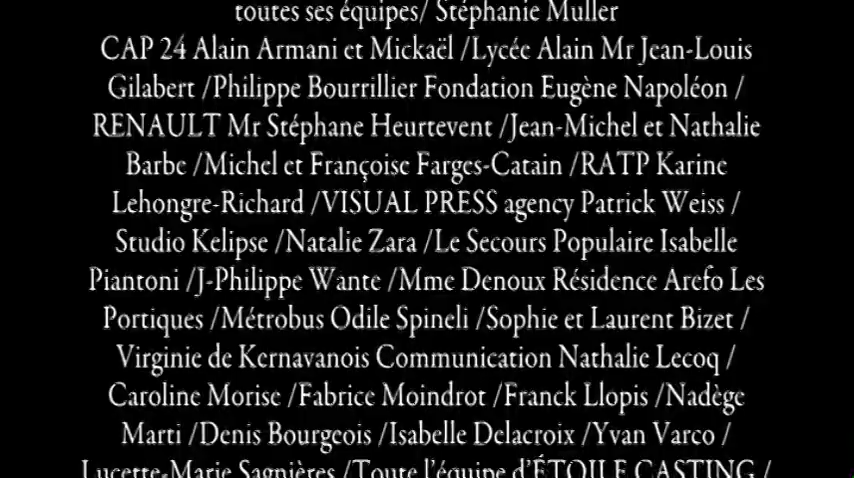 toutes ses équipes/ Stéphanie Muller
CAP 24 Alain Armani et Mickaël /Lycée Alain Mr Jean-Louis
Gilabert /Philippe Bourrillier Fondation Eugène Napoléon /
RENAULT Mr Stéphane Heurtevent /Jean-Michel et Nathalie
Barbe /Michel et Françoise Farges-Catain /RATP Karine
Lehongre-Richard /VISUAL PRESS agency Patrick Weiss /
Studio Kelipse /Natalie Zara /Le Secours Populaire Isabelle
Piantoni /J-Philippe Wante /Mme Denoux Résidence Arefo Les
Portiques /Métrobus Odile Spineli /Sophie et Laurent Bizet /
Virginie de Kernavanois Communication Nathalie Lecoq /
Caroline Morise /Fabrice Moindrot /Franck Llopis /Nadège
Marti /Denis Bourgeois /Isabelle Delacroix /Yvan Varco /
Lucette-Marie Sagnières /Toute l'équipe d'ÉTOILE CASTING /